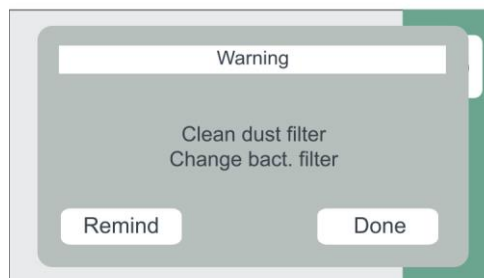 Warning
Clean dust filter
Change bact. filter
Remind
Done